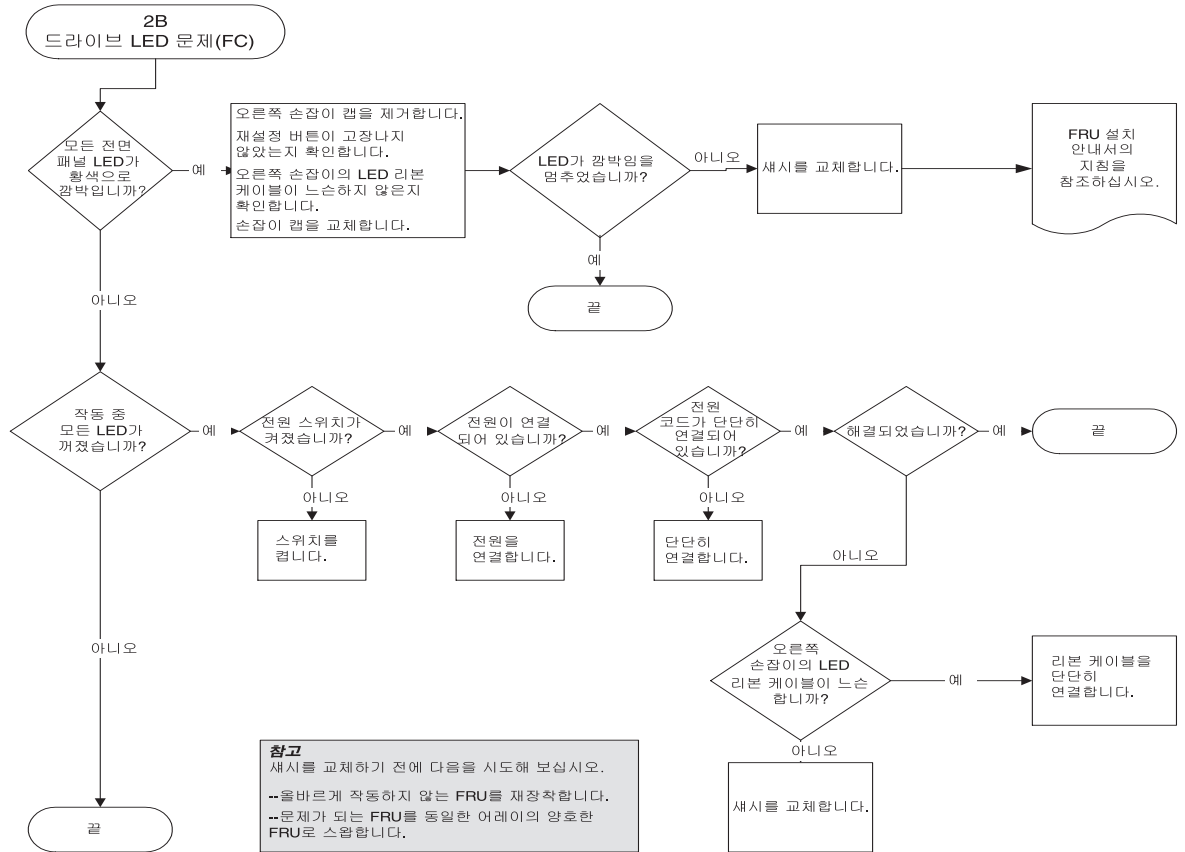 2B
드라이브 LED 문제(FC)
모든 전면
패널 LED가
황색으로
깜박입니까?
예
오른쪽 손잡이 캡을 제거합니다.
재설정 버튼이 고장나지
않았는지 확인합니다.
오른쪽 손잡이의 LED 리본
케이블이 느슨하지 않은지
확인합니다.
손잡이 캡을 교체합니다.
LED가 깜박임을
멈추었습니까?
아니오
섀시를 교체합니다.
FRU 설치
안내서의
지침을
참조하십시오.
예
끝
아니오
작동 중
모든 LED가
꺼졌습니까?
예
전원 스위치가
켜졌습니까?
예
전원이 연결
되어 있습니까?
예
전원
코드가 단단히
연결되어
있습니까?
예
해결되었습니까?
예
끝
아니오
스위치를
켭니다.
아니오
전원을
연결합니다.
아니오
단단히
연결합니다.
아니오
오른쪽
손잡이의 LED
리본 케이블이 느슨
합니까?
예
리본 케이블을
단단히
연결합니다.
아니오
섀시를 교체합니다.
아니오
끝
참고
섀시를 교체하기 전에 다음을 시도해 보십시오.
--올바르게 작동하지 않는 FRU를 재장착합니다.
--문제가 되는 FRU를 동일한 어레이의 양호한
FRU로 스왑합니다.